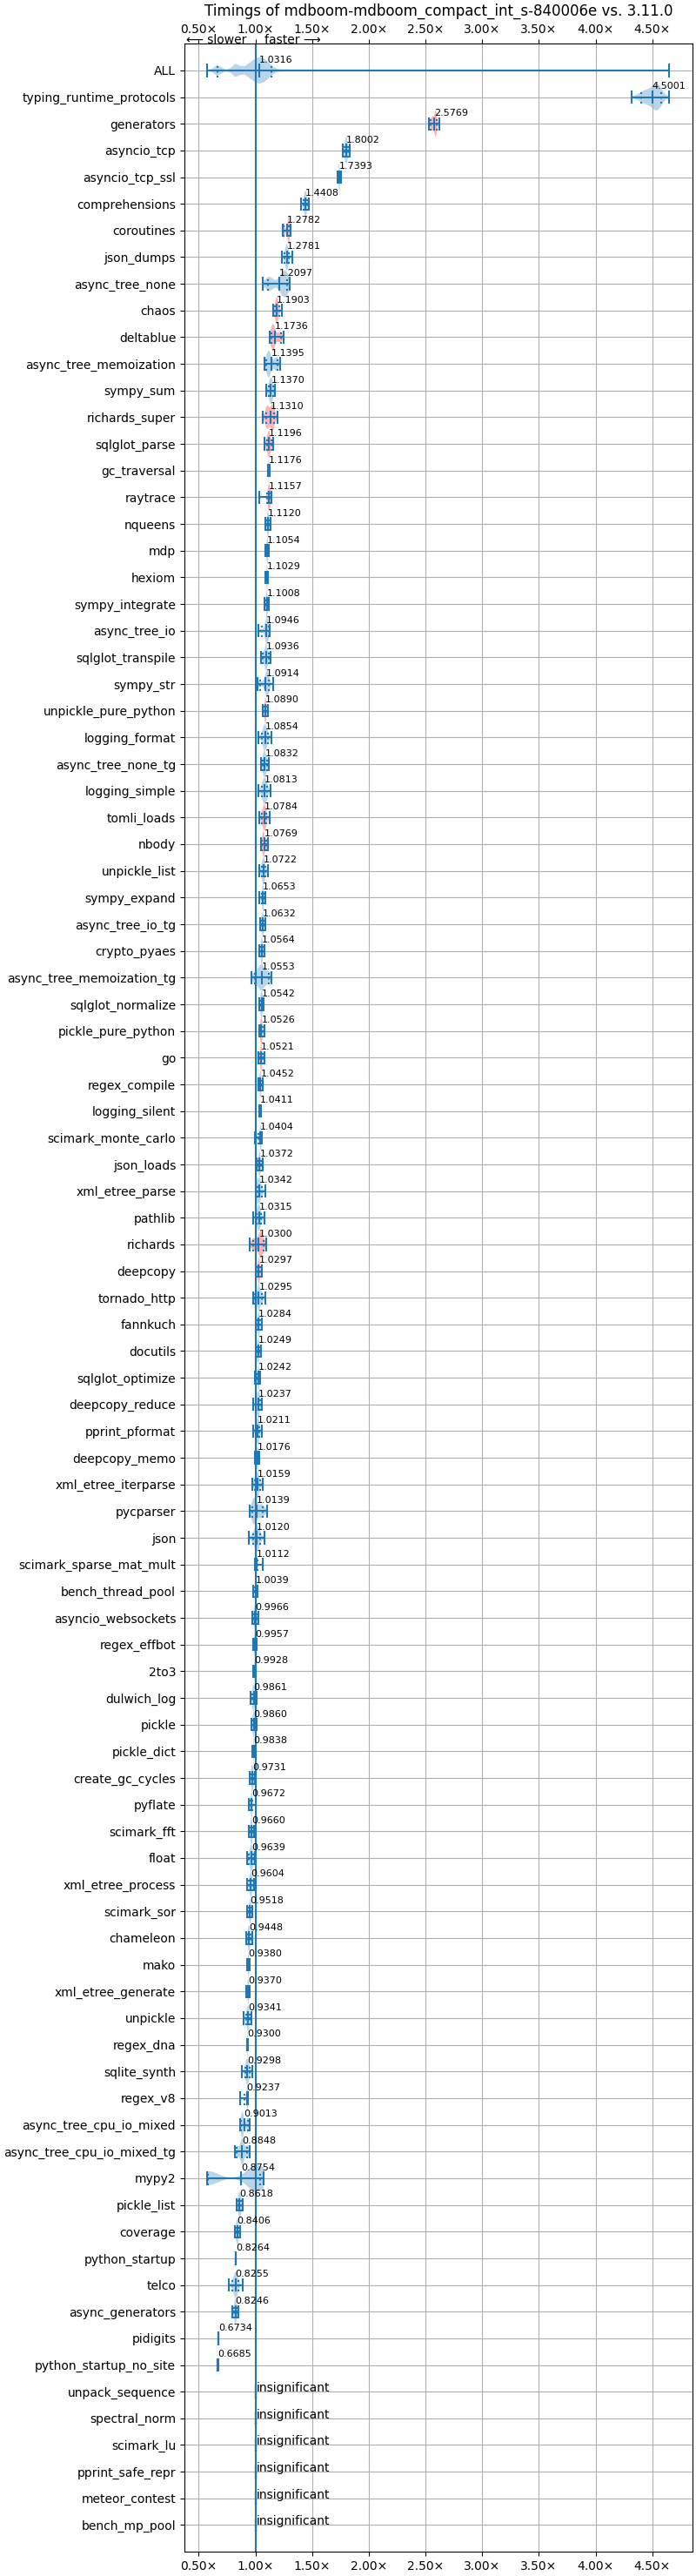 Timings of mdboom-mdboom_compact_int_s-840006e vs. 3.11.0
0.50× 1.00× 1.50× 2.00× 2.50× 3.00× 3.50× 4.00× 4.50×
⟵ slower faster ⟶
ALL 1.0316
typing_runtime_protocols 4.5001
generators 2.5769
asyncio_tcp 1.8002
asyncio_tcp_ssl 1.7393
comprehensions 1.4408
coroutines 1.2782
json_dumps 1.2781
async_tree_none 1.2097
chaos 1.1903
deltablue 1.1736
async_tree_memoization 1.1395
sympy_sum 1.1370
richards_super 1.1310
sqlglot_parse 1.1196
gc_traversal 1.1176
raytrace 1.1157
nqueens 1.1120
mdp 1.1054
hexiom 1.1029
sympy_integrate 1.1008
async_tree_io 1.0946
sqlglot_transpile 1.0936
sympy_str 1.0914
unpickle_pure_python 1.0890
logging_format 1.0854
async_tree_none_tg 1.0832
logging_simple 1.0813
tomli_loads 1.0784
nbody 1.0769
unpickle_list 1.0722
sympy_expand 1.0653
async_tree_io_tg 1.0632
crypto_pyaes 1.0564
async_tree_memoization_tg 1.0553
sqlglot_normalize 1.0542
pickle_pure_python 1.0526
go 1.0521
regex_compile 1.0452
logging_silent 1.0411
scimark_monte_carlo 1.0404
json_loads 1.0372
xml_etree_parse 1.0342
pathlib 1.0315
richards 1.0300
deepcopy 1.0297
tornado_http 1.0295
fannkuch 1.0284
docutils 1.0249
sqlglot_optimize 1.0242
deepcopy_reduce 1.0237
pprint_pformat 1.0211
deepcopy_memo 1.0176
xml_etree_iterparse 1.0159
pycparser 1.0139
json 1.0120
scimark_sparse_mat_mult 1.0112
bench_thread_pool 1.0039
asyncio_websockets 0.9966
regex_effbot 0.9957
2to3 0.9928
dulwich_log 0.9861
pickle 0.9860
pickle_dict 0.9838
create_gc_cycles 0.9731
pyflate 0.9672
scimark_fft 0.9660
float 0.9639
xml_etree_process 0.9604
scimark_sor 0.9518
chameleon 0.9448
mako 0.9380
xml_etree_generate 0.9370
unpickle 0.9341
regex_dna 0.9300
sqlite_synth 0.9298
regex_v8 0.9237
async_tree_cpu_io_mixed 0.9013
async_tree_cpu_io_mixed_tg 0.8848
mypy2 0.8754
pickle_list 0.8618
coverage 0.8406
python_startup 0.8264
telco 0.8255
async_generators 0.8246
pidigits 0.6734
python_startup_no_site 0.6685
unpack_sequence insignificant
spectral_norm insignificant
scimark_lu insignificant
pprint_safe_repr insignificant
meteor_contest insignificant
bench_mp_pool insignificant
0.50× 1.00× 1.50× 2.00× 2.50× 3.00× 3.50× 4.00× 4.50×